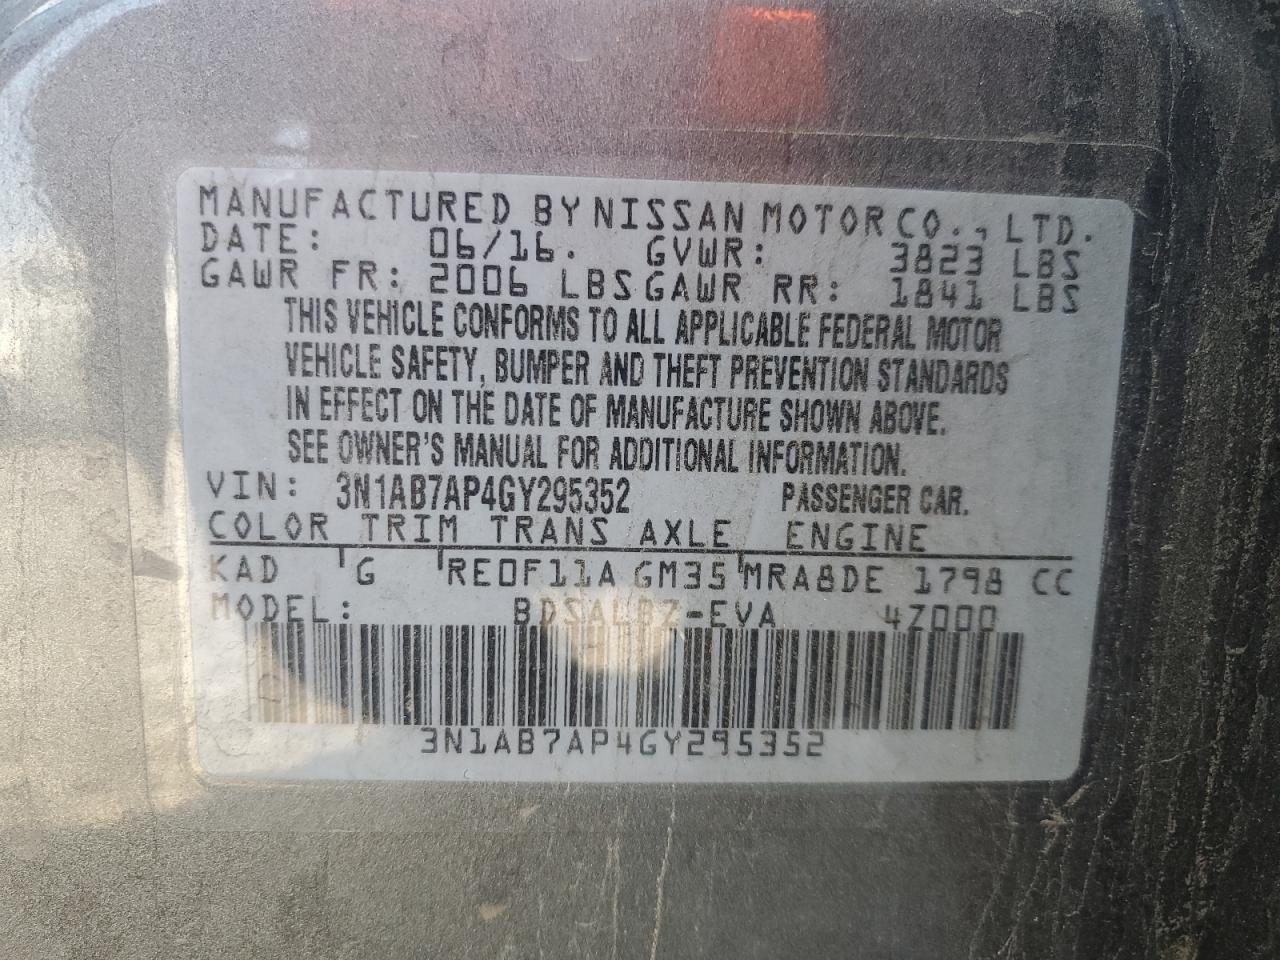 MANUFACTURED BY NISSAN MOTOR CO., LTD.
DATE: 06/16. GVWR: 3823 LBS
GAWR FR: 2006 LBS GAWR RR: 1841 LBS
THIS VEHICLE CONFORMS TO ALL APPLICABLE FEDERAL MOTOR
VEHICLE SAFETY, BUMPER AND THEFT PREVENTION STANDARDS
IN EFFECT ON THE DATE OF MANUFACTURE SHOWN ABOVE.
SEE OWNER'S MANUAL FOR ADDITIONAL INFORMATION.
VIN: 3N1AB7AP4GY295352 PASSENGER CAR.
COLOR TRIM TRANS AXLE ENGINE
KAD G RE0F11A GM35 MRA8DE 1798 CC
MODEL: BDSALBZ-EVA 4Z000
3N1AB7AP4GY295352